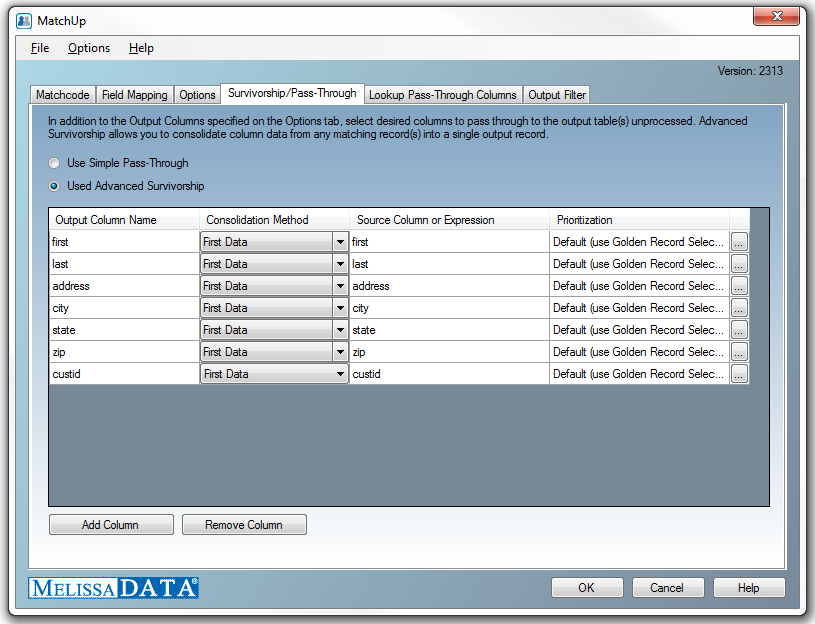 MatchUp
File Options Help
Version: 2313
Matchcode Field Mapping Options Survivorship/Pass-Through Lookup Pass-Through Columns Output Filter
In addition to the Output Columns specified on the Options tab, select desired columns to pass through to the output table(s) unprocessed. Advanced
Survivorship allows you to consolidate column data from any matching record(s) into a single output record.
Use Simple Pass-Through
Used Advanced Survivorship
Output Column Name Consolidation Method Source Column or Expression Prioritization
first First Data first Default (use Golden Record Selec... ...
last First Data last Default (use Golden Record Selec... ...
address First Data address Default (use Golden Record Selec... ...
city First Data city Default (use Golden Record Selec... ...
state First Data state Default (use Golden Record Selec... ...
zip First Data zip Default (use Golden Record Selec... ...
custid First Data custid Default (use Golden Record Selec... ...
Add Column Remove Column
MELISSA DATA® OK Cancel Help